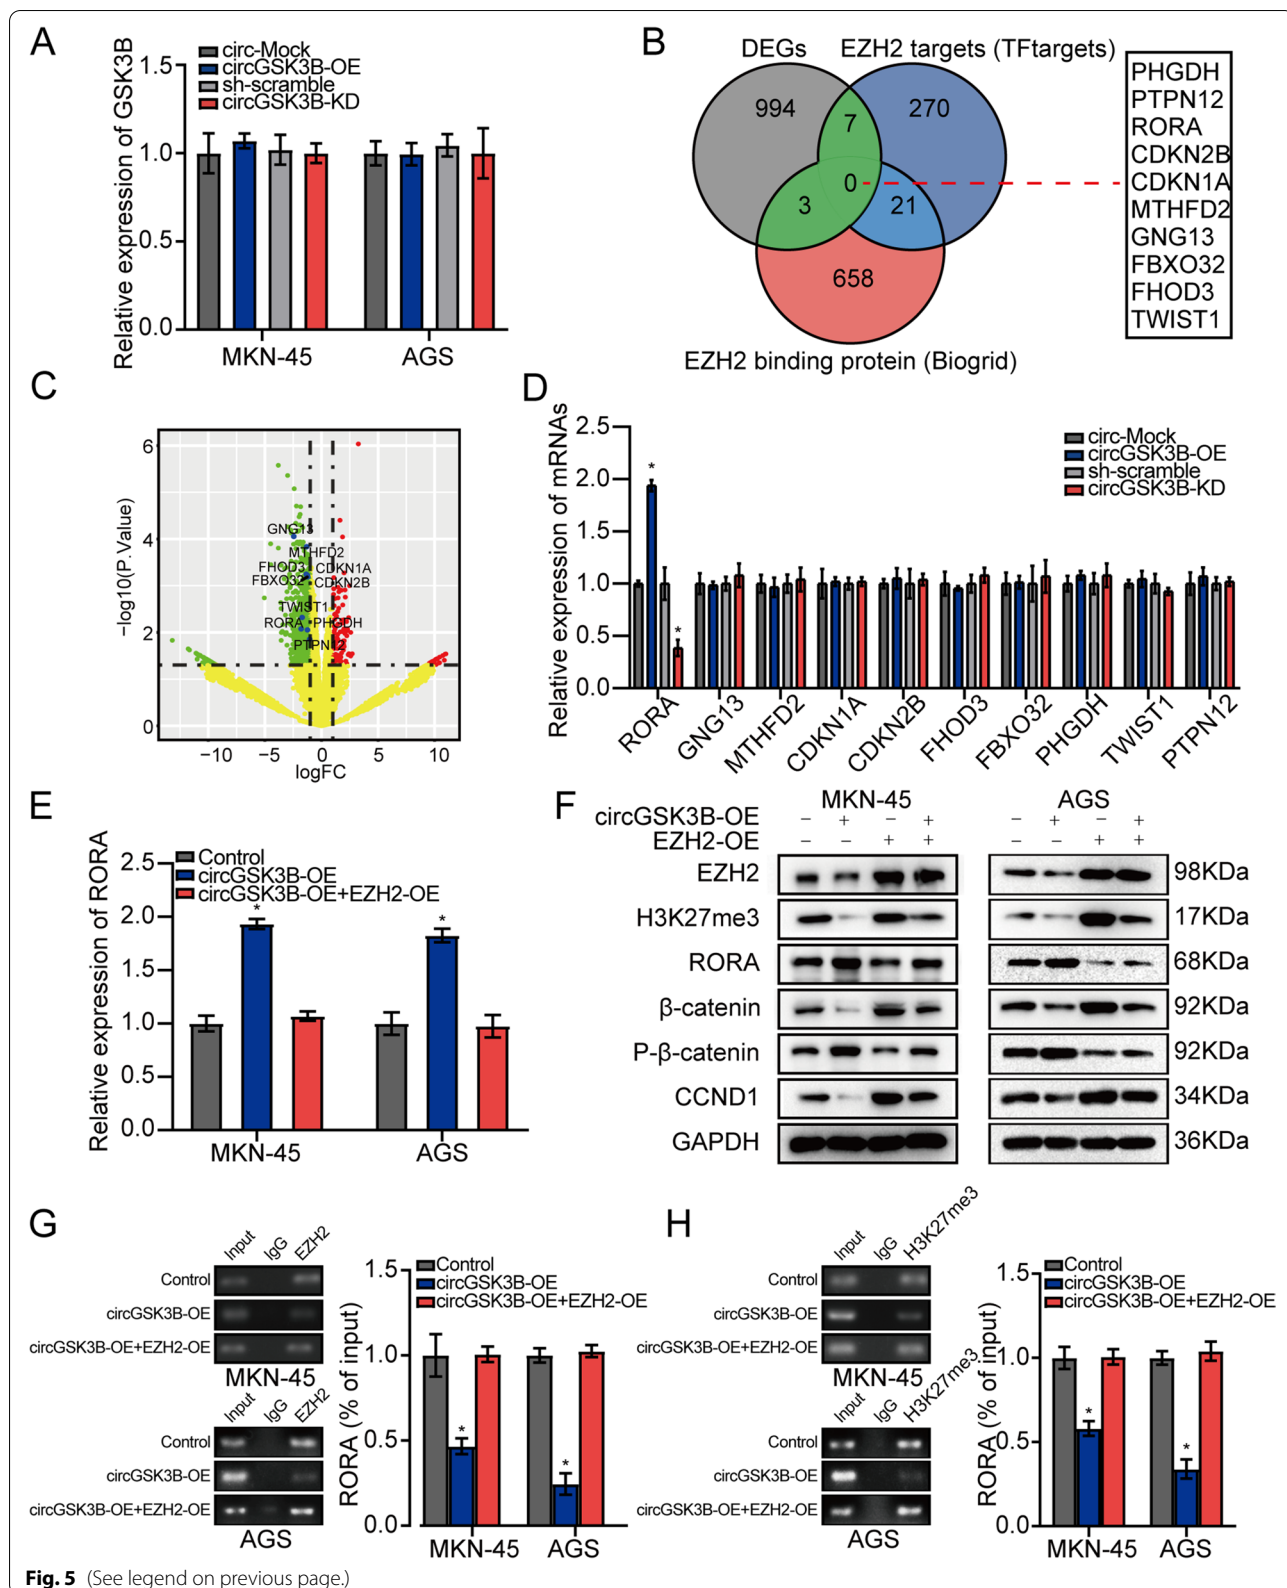 A
circ-Mock
circGSK3B-OE
sh-scramble
circGSK3B-KD
Relative expression of GSK3B
1.5
1.0
0.5
0.0
MKN-45 AGS
B
DEGs EZH2 targets (TFtargets)
994 7 270
0
3 21
658
EZH2 binding protein (Biogrid)
PHGDH
PTPN12
RORA
CDKN2B
CDKN1A
MTHFD2
GNG13
FBXO32
FHOD3
TWIST1
C
−log10(P.Value)
6
4
2
0
GNG13
MTHFD2
FHOD3 CDKN1A
FBXO32 CDKN2B
TWIST1
RORA PHGDH
PTPN12
−10 −5 0 5 10
logFC
D
Relative expression of mRNAs
2.5
2.0
1.5
1.0
0.5
0.0
circ-Mock
circGSK3B-OE
sh-scramble
circGSK3B-KD
*
*
RORA GNG13 MTHFD2 CDKN1A CDKN2B FHOD3 FBXO32 PHGDH TWIST1 PTPN12
E
Relative expression of RORA
2.5
2.0
1.5
1.0
0.5
0.0
Control
circGSK3B-OE
circGSK3B-OE+EZH2-OE
* *
MKN-45 AGS
F
MKN-45 AGS
circGSK3B-OE − + − + − + − +
EZH2-OE − − + + − − + +
EZH2 98KDa
H3K27me3 17KDa
RORA 68KDa
β-catenin 92KDa
P-β-catenin 92KDa
CCND1 34KDa
GAPDH 36KDa
G
Input IgG EZH2
Control
circGSK3B-OE
circGSK3B-OE+EZH2-OE
MKN-45
Input IgG EZH2
Control
circGSK3B-OE
circGSK3B-OE+EZH2-OE
AGS
RORA (% of input)
1.5
1.0
0.5
0.0
Control
circGSK3B-OE
circGSK3B-OE+EZH2-OE
* *
MKN-45 AGS
H
Input IgG H3K27me3
Control
circGSK3B-OE
circGSK3B-OE+EZH2-OE
MKN-45
Input IgG H3K27me3
Control
circGSK3B-OE
circGSK3B-OE+EZH2-OE
AGS
RORA (% of input)
1.5
1.0
0.5
0.0
Control
circGSK3B-OE
circGSK3B-OE+EZH2-OE
* *
MKN-45 AGS
Fig. 5 (See legend on previous page.)